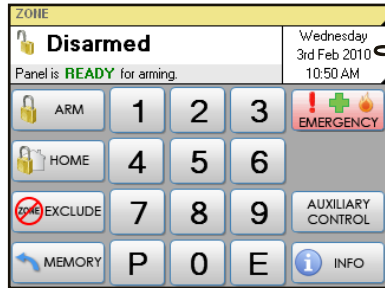 ZONE
Disarmed
Wednesday
3rd Feb 2010
10:50 AM
Panel is READY for arming.
ARM
1
2
3
EMERGENCY
HOME
4
5
6
ZONE
EXCLUDE
7
8
9
AUXILIARY
CONTROL
MEMORY
P
0
E
i
INFO